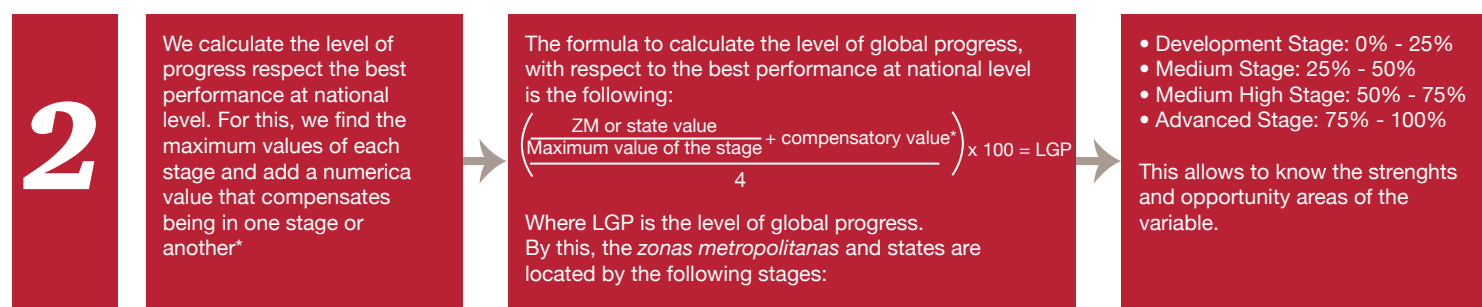 2
We calculate the level of
progress respect the best
performance at national
level. For this, we find the
maximum values of each
stage and add a numerica
value that compensates
being in one stage or
another*
The formula to calculate the level of global progress,
with respect to the best performance at national level
is the following:
ZM or state value
Maximum value of the stage + compensatory value*
4
x 100 = LGP
Where LGP is the level of global progress.
By this, the zonas metropolitanas and states are
located by the following stages:
• Development Stage: 0% - 25%
• Medium Stage: 25% - 50%
• Medium High Stage: 50% - 75%
• Advanced Stage: 75% - 100%
This allows to know the strenghts
and opportunity areas of the
variable.